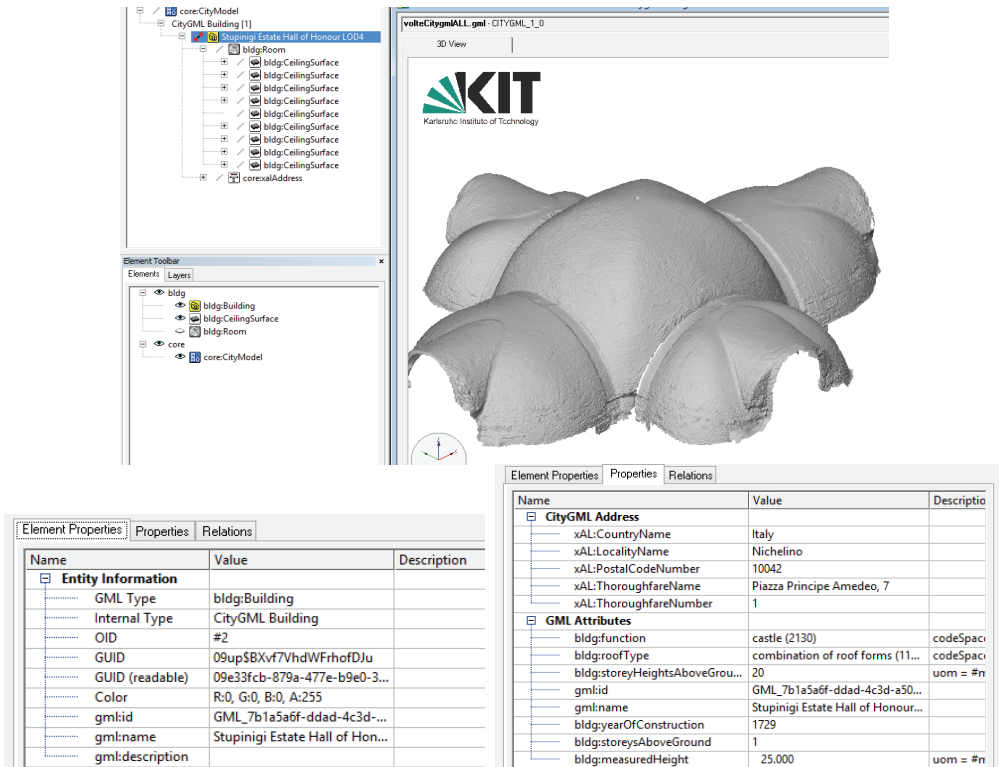 core:CityModel
CityGML Building [1]
Stupinigi Estate Hall of Honour LOD4
bldg:Room
bldg:CeilingSurface
bldg:CeilingSurface
bldg:CeilingSurface
bldg:CeilingSurface
bldg:CeilingSurface
bldg:CeilingSurface
bldg:CeilingSurface
bldg:CeilingSurface
bldg:CeilingSurface
core:xalAddress
Element Toolbar
Elements Layers
bldg
bldg:Building
bldg:CeilingSurface
bldg:Room
core
core:CityModel
volteCitygmlALL.gml - CITYGML_1_0
3D View
KIT
Karlsruhe Institute of Technology
Element Properties Properties Relations
Name Value Description
Entity Information
GML Type bldg:Building
Internal Type CityGML Building
OID #2
GUID 09up$BXvf7VhdWFrhofDJu
GUID (readable) 09e33fcb-879a-477e-b9e0-3...
Color R:0, G:0, B:0, A:255
gml:id GML_7b1a5a6f-ddad-4c3d-...
gml:name Stupinigi Estate Hall of Hon...
gml:description
Element Properties Properties Relations
Name Value Descriptio
CityGML Address
xAL:CountryName Italy
xAL:LocalityName Nichelino
xAL:PostalCodeNumber 10042
xAL:ThoroughfareName Piazza Principe Amedeo, 7
xAL:ThoroughfareNumber 1
GML Attributes
bldg:function castle (2130) codeSpac
bldg:roofType combination of roof forms (11... codeSpac
bldg:storeyHeightsAboveGrou... 20 uom = #m
gml:id GML_7b1a5a6f-ddad-4c3d-a50...
gml:name Stupinigi Estate Hall of Honour...
bldg:yearOfConstruction 1729
bldg:storeysAboveGround 1
bldg:measuredHeight 25.000 uom = #m